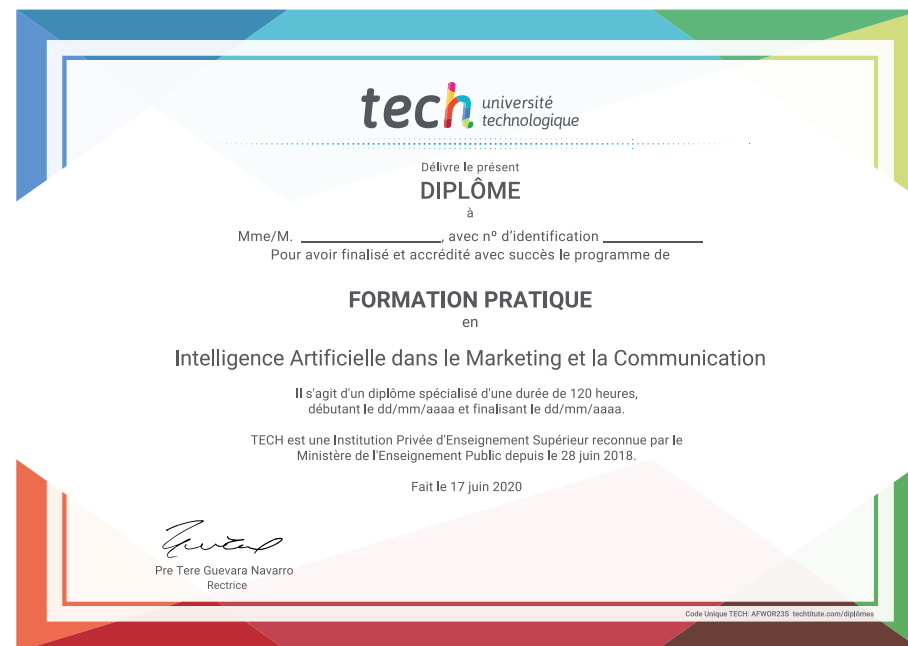 tech université
technologique
Délivre le présent
DIPLÔME
à
Mme/M. ____________________, avec nº d'identification ______________
Pour avoir finalisé et accrédité avec succès le programme de
FORMATION PRATIQUE
en
Intelligence Artificielle dans le Marketing et la Communication
Il s'agit d'un diplôme spécialisé d'une durée de 120 heures,
débutant le dd/mm/aaaa et finalisant le dd/mm/aaaa.
TECH est une Institution Privée d'Enseignement Supérieur reconnue par le
Ministère de l'Enseignement Public depuis le 28 juin 2018.
Fait le 17 juin 2020
Pre Tere Guevara Navarro
Rectrice
Code Unique TECH: AFWOR23S techtitute.com/diplômes